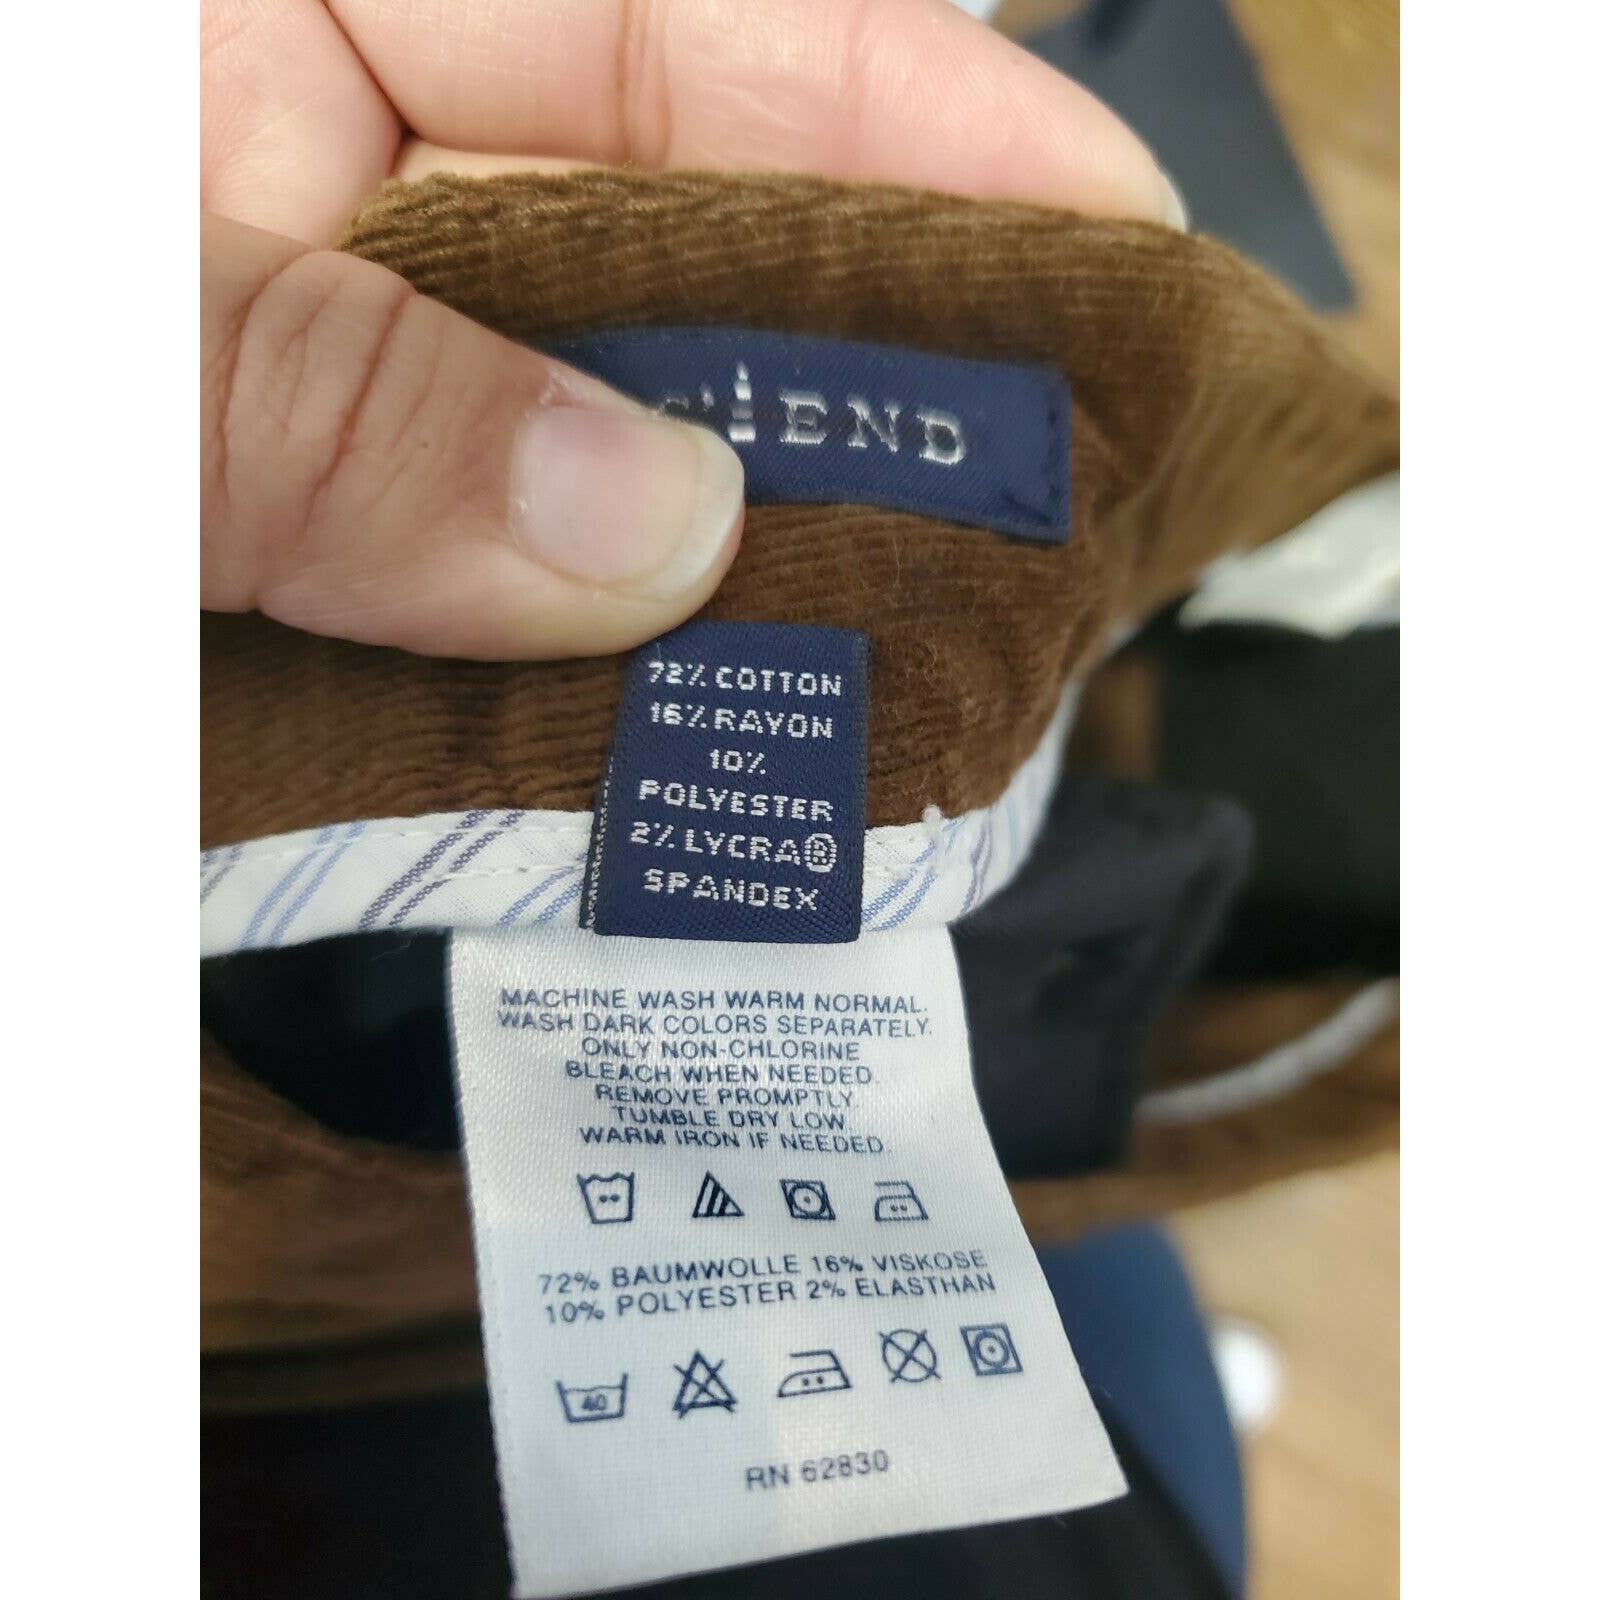 END
72% COTTON
16% RAYON
10%
POLYESTER
2% LYCRA®
SPANDEX
MACHINE WASH WARM NORMAL.
WASH DARK COLORS SEPARATELY.
ONLY NON-CHLORINE
BLEACH WHEN NEEDED.
REMOVE PROMPTLY.
TUMBLE DRY LOW.
WARM IRON IF NEEDED.
72% BAUMWOLLE 16% VISKOSE
10% POLYESTER 2% ELASTHAN
40
RN 62830